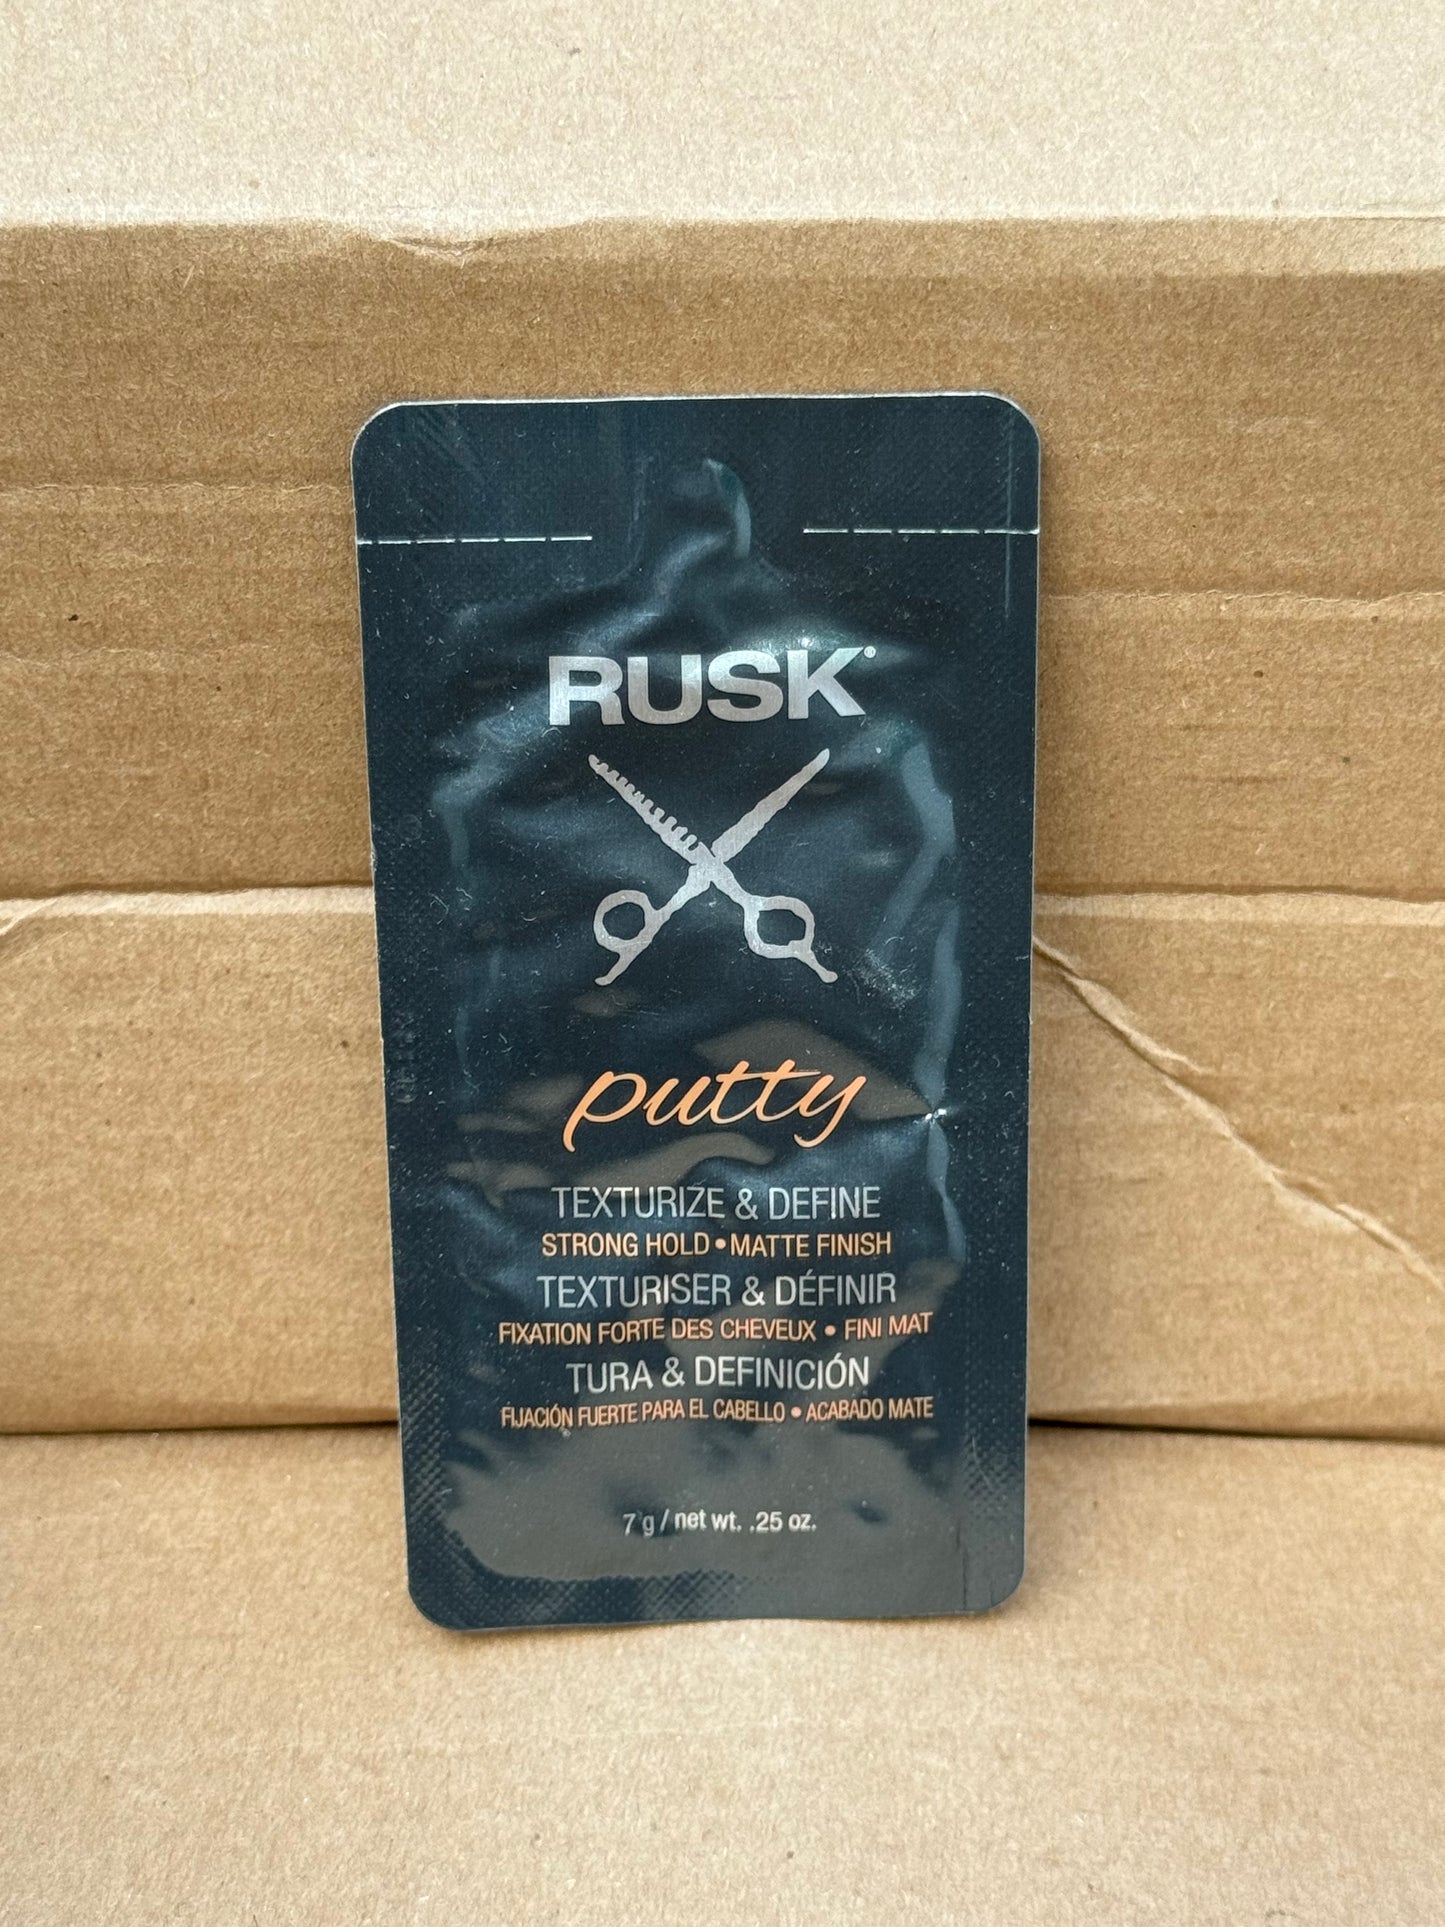 RUSK®
putty
TEXTURIZE & DEFINE
STRONG HOLD • MATTE FINISH
TEXTURISER & DÉFINIR
FIXATION FORTE DES CHEVEUX • FINI MAT
TURA & DEFINICIÓN
FIJACIÓN FUERTE PARA EL CABELLO • ACABADO MATE
7 g / net wt. .25 oz.